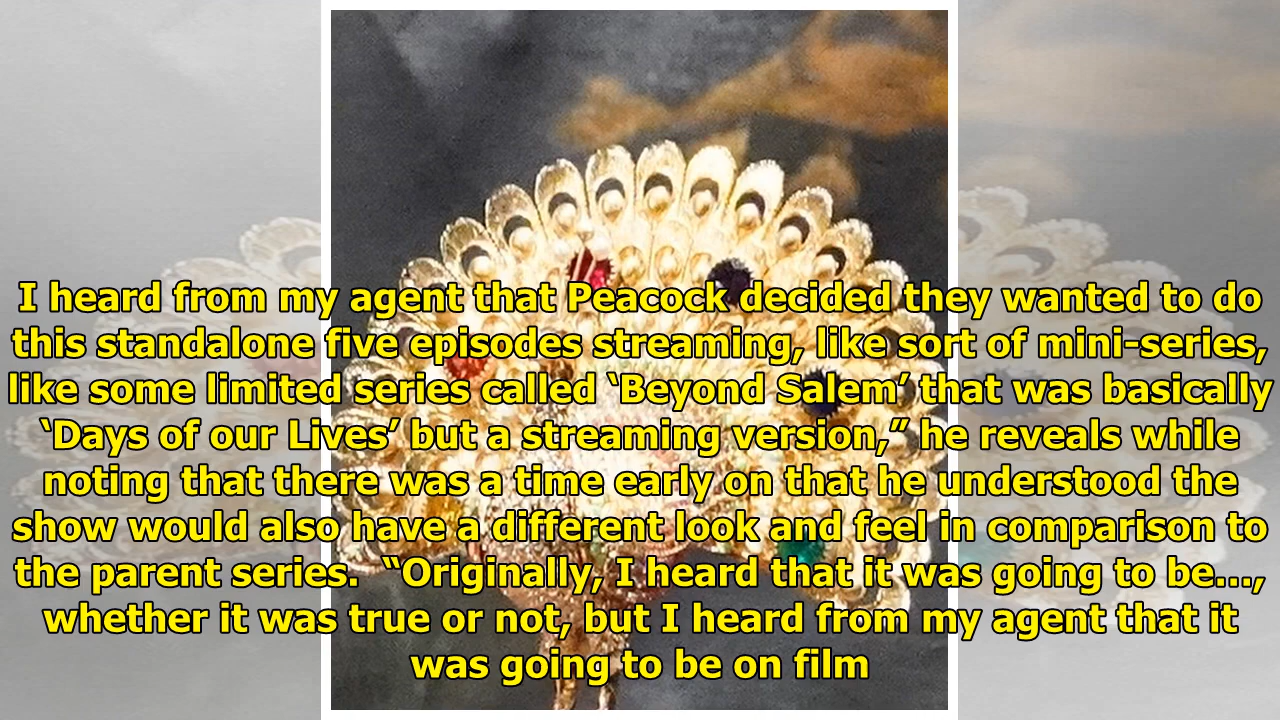 I heard from my agent that Peacock decided they wanted to do
this standalone five episodes streaming, like sort of mini-series,
like some limited series called ‘Beyond Salem’ that was basically
‘Days of our Lives’ but a streaming version,” he reveals while
noting that there was a time early on that he understood the
show would also have a different look and feel in comparison to
the parent series.  “Originally, I heard that it was going to be…,
whether it was true or not, but I heard from my agent that it
was going to be on film